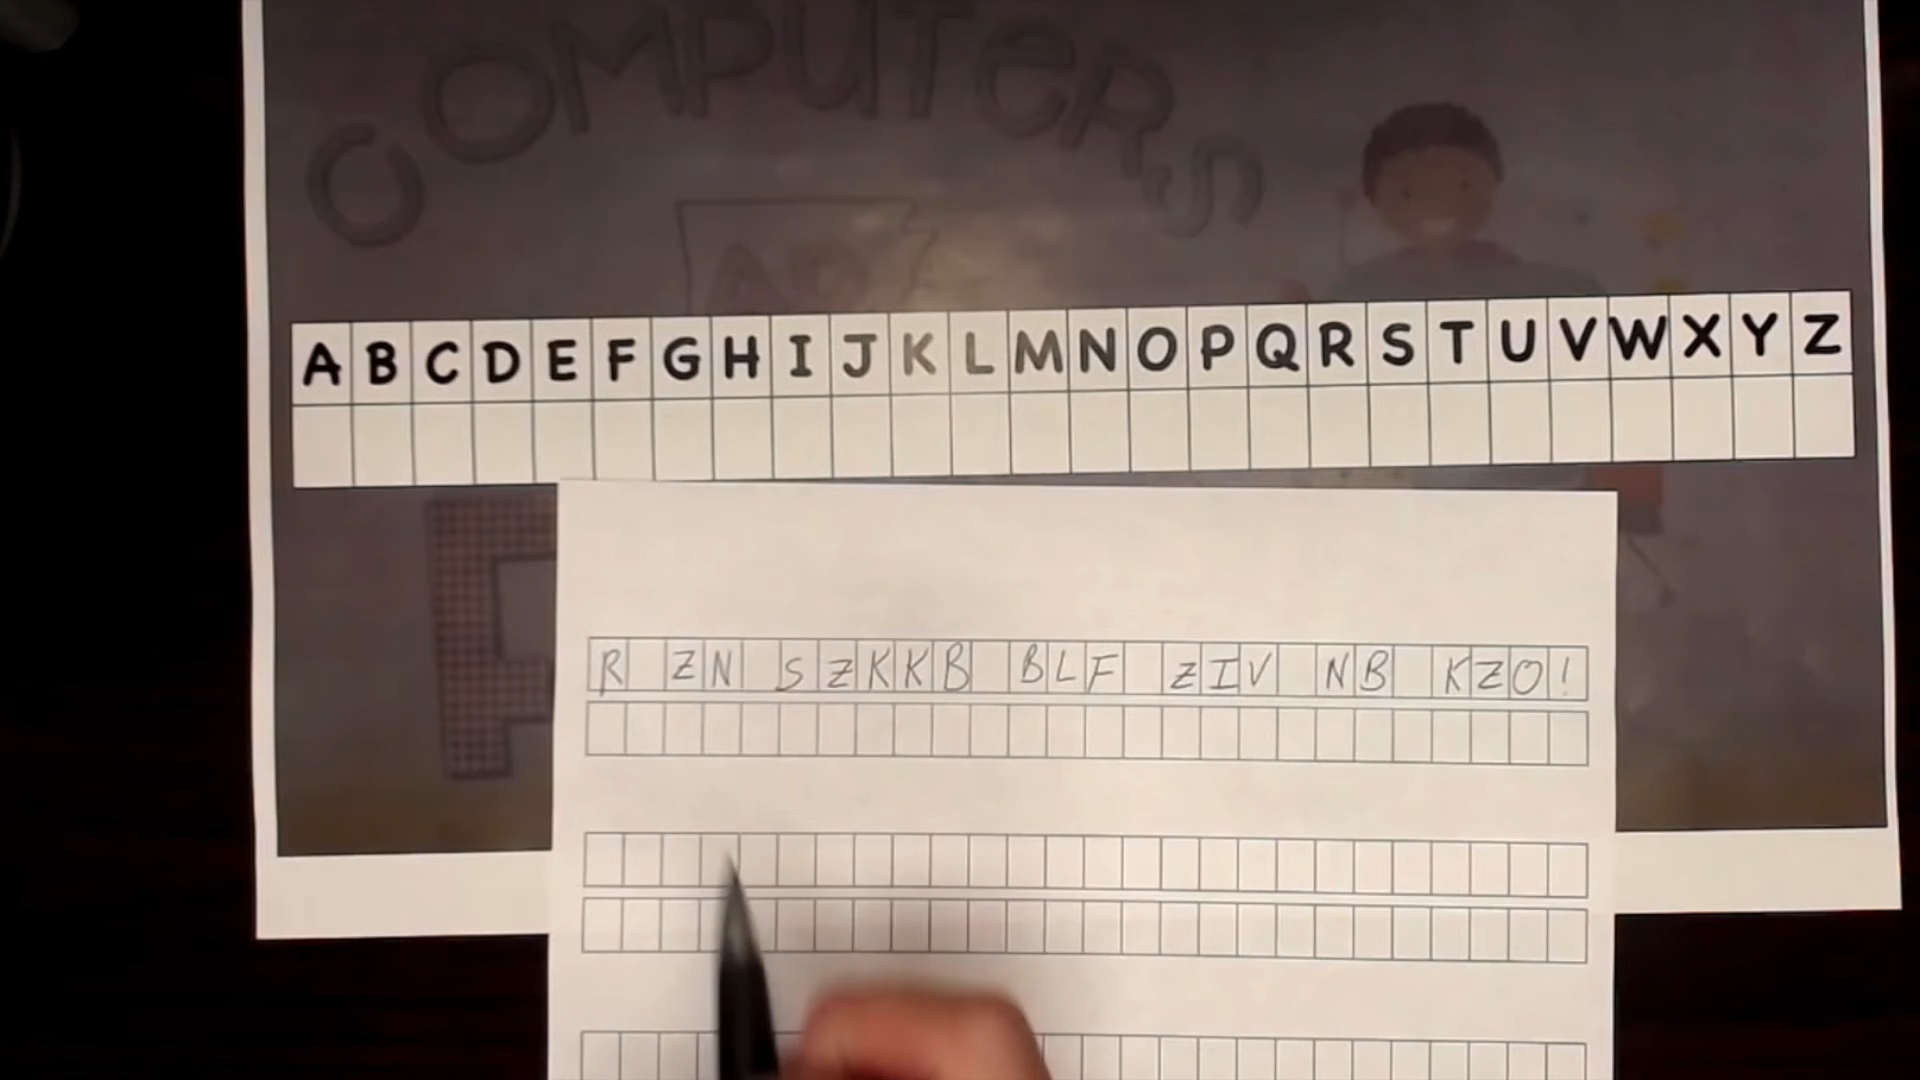 COMPUTERS
A B C D E F G H I J K L M N O P Q R S T U V W X Y Z
R ZN SZKKB BLF ZIV NB KZO!